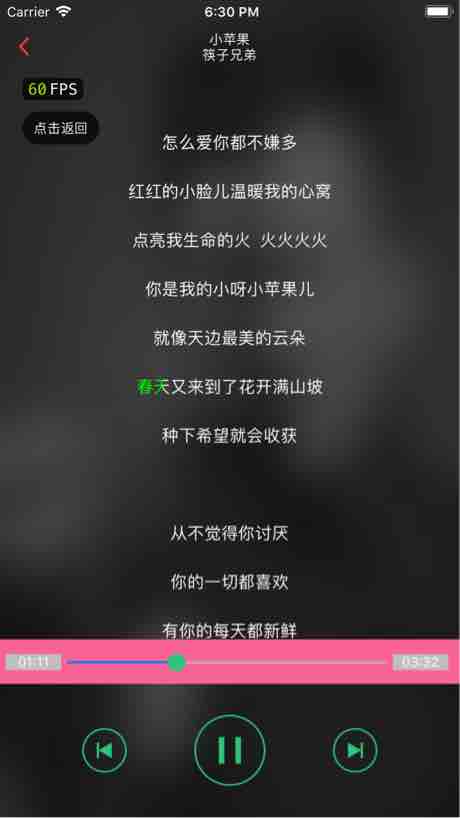 Carrier 6:30 PM
小苹果
筷子兄弟
60 FPS
点击返回
怎么爱你都不嫌多
红红的小脸儿温暖我的心窝
点亮我生命的火 火火火火
你是我的小呀小苹果儿
就像天边最美的云朵
春天又来到了花开满山坡
种下希望就会收获
从不觉得你讨厌
你的一切都喜欢
有你的每天都新鲜
01:11 03:32